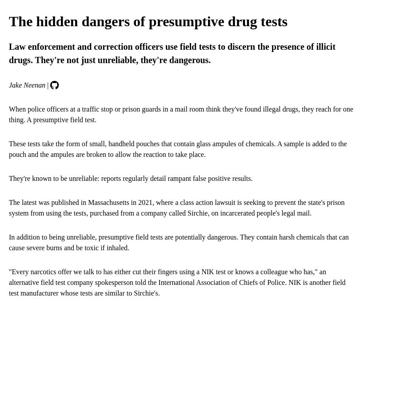 The hidden dangers of presumptive drug tests
Law enforcement and correction officers use field tests to discern the presence of illicit
drugs. They're not just unreliable, they're dangerous.
Jake Neenan |
When police officers at a traffic stop or prison guards in a mail room think they've found illegal drugs, they reach for one
thing. A presumptive field test.
These tests take the form of small, handheld pouches that contain glass ampules of chemicals. A sample is added to the
pouch and the ampules are broken to allow the reaction to take place.
They're known to be unreliable: reports regularly detail rampant false positive results.
The latest was published in Massachusetts in 2021, where a class action lawsuit is seeking to prevent the state's prison
system from using the tests, purchased from a company called Sirchie, on incarcerated people's legal mail.
In addition to being unreliable, presumptive field tests are potentially dangerous. They contain harsh chemicals that can
cause severe burns and be toxic if inhaled.
"Every narcotics offer we talk to has either cut their fingers using a NIK test or knows a colleague who has," an
alternative field test company spokesperson told the International Association of Chiefs of Police. NIK is another field
test manufacturer whose tests are similar to Sirchie's.